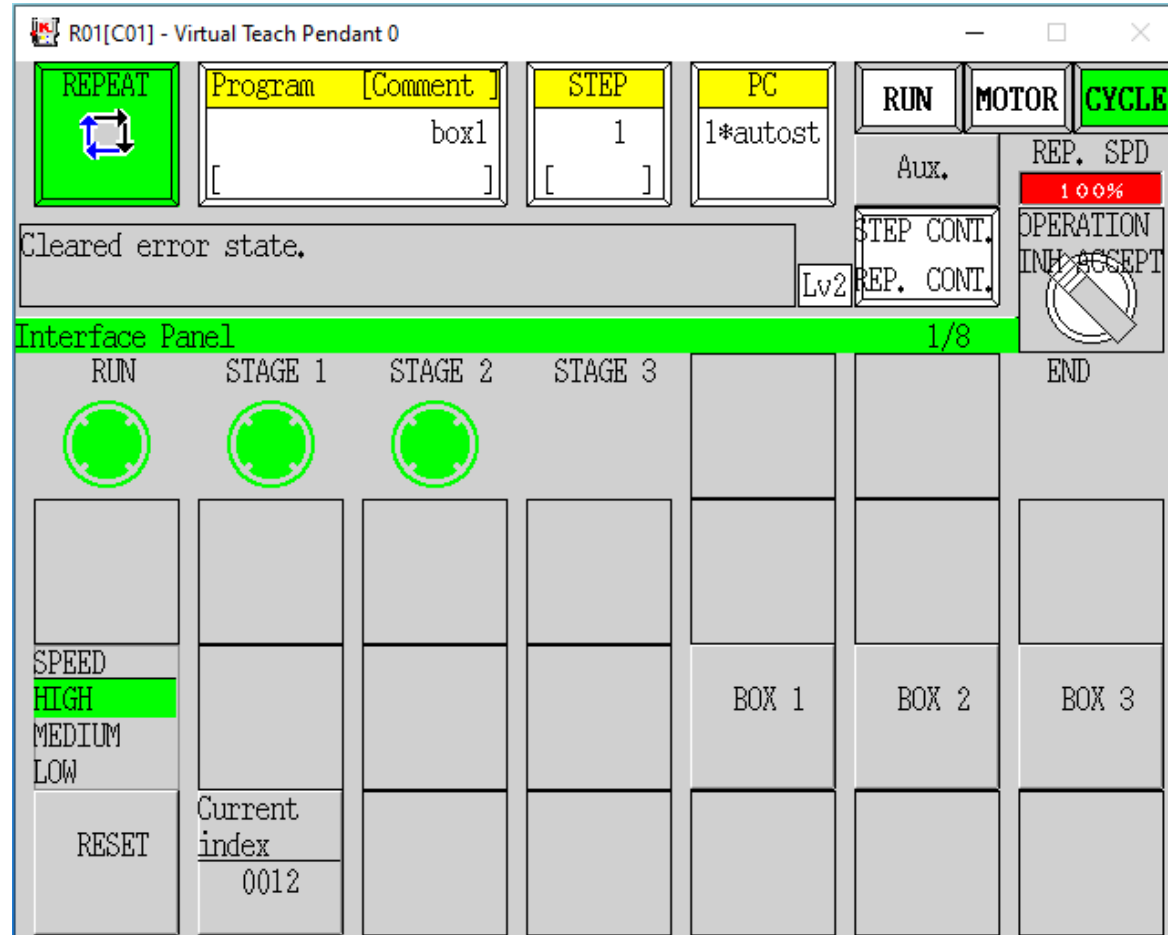 R01[C01] - Virtual Teach Pendant 0
REPEAT
Program [Comment ]
box1
[ ]
STEP
1
[ ]
PC
1*autost
RUN
MOTOR
CYCLE
Aux.
REP. SPD
100%
Cleared error state.
Lv2
STEP CONT.
REP. CONT.
OPERATION
INH ACCEPT
Interface Panel 1/8
RUN STAGE 1 STAGE 2 STAGE 3 END
SPEED
HIGH
MEDIUM
LOW
BOX 1 BOX 2 BOX 3
RESET
Current
index
0012